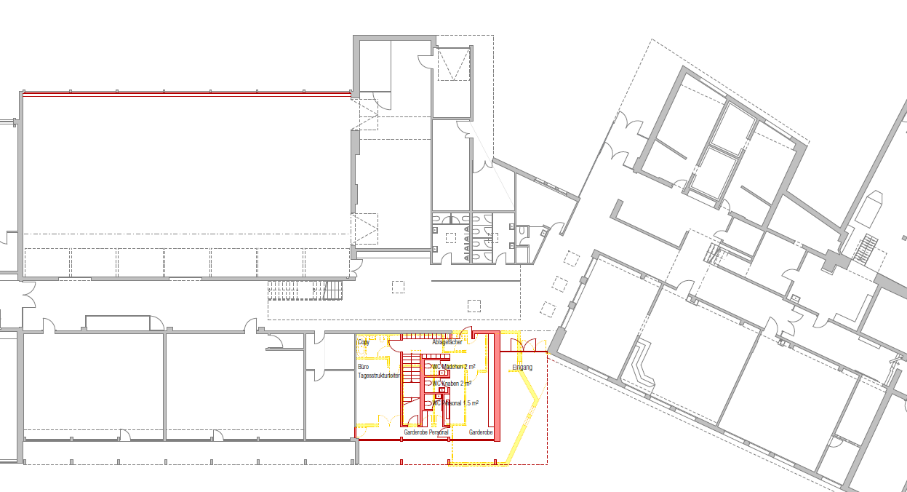 Copy
Ablagefächer
Büro
Tagesstrukturleiter
WC Mädchen 2 m²
WC Knaben 2 m²
WC Personal 1.5 m²
Eingang
Garderobe Personal
Garderobe